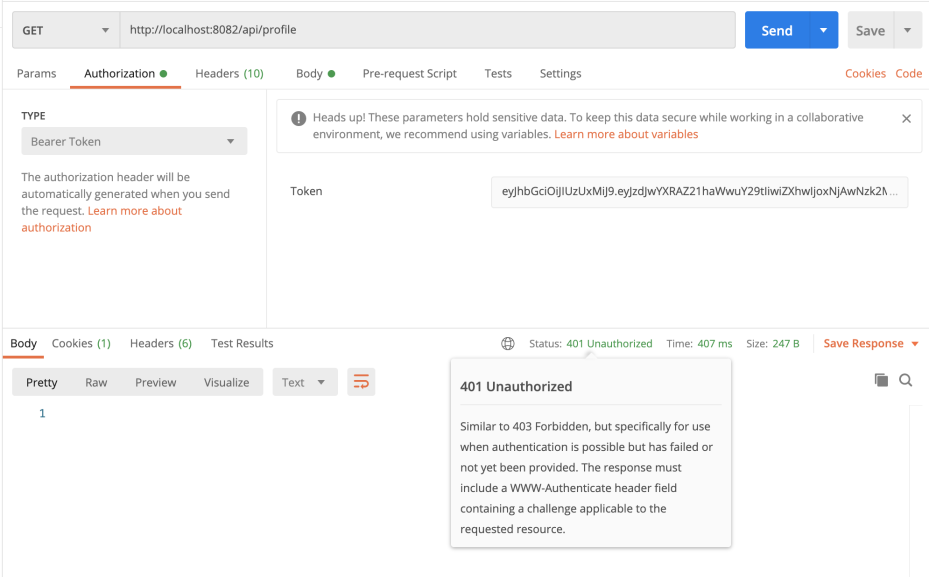 GET http://localhost:8082/api/profile Send Save
Params Authorization Headers (10) Body Pre-request Script Tests Settings Cookies Code
TYPE
Bearer Token
The authorization header will be
automatically generated when you send
the request. Learn more about
authorization
Heads up! These parameters hold sensitive data. To keep this data secure while working in a collaborative
environment, we recommend using variables. Learn more about variables
Token eyJhbGciOiJIUzUxMiJ9.eyJzdJwYXRAZ21haWwuY29tIiwiZXhwIjoxNjAwNzk2N...
Body Cookies (1) Headers (6) Test Results Status: 401 Unauthorized Time: 407 ms Size: 247 B Save Response
Pretty Raw Preview Visualize Text
1
401 Unauthorized
Similar to 403 Forbidden, but specifically for use
when authentication is possible but has failed or
not yet been provided. The response must
include a WWW-Authenticate header field
containing a challenge applicable to the
requested resource.